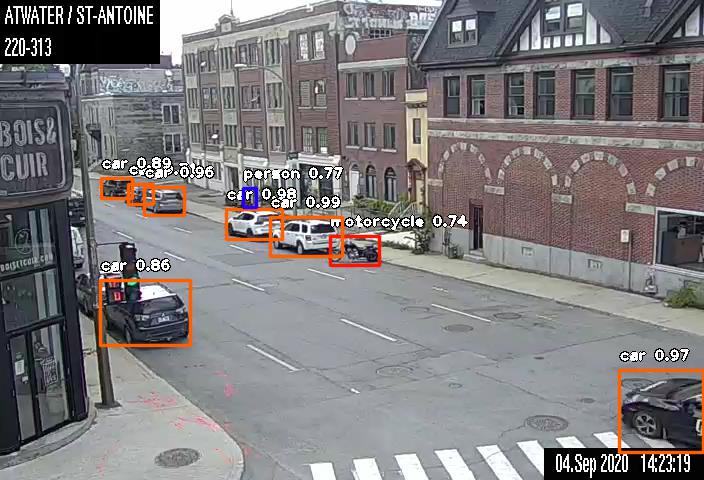 ATWATER / ST-ANTOINE
220-313
BOIS&
CUIR
car 0.89
car 0.96
person 0.77
car 0.98
car 0.99
motorcycle 0.74
car 0.86
car 0.97
04.Sep 2020 14:23:19